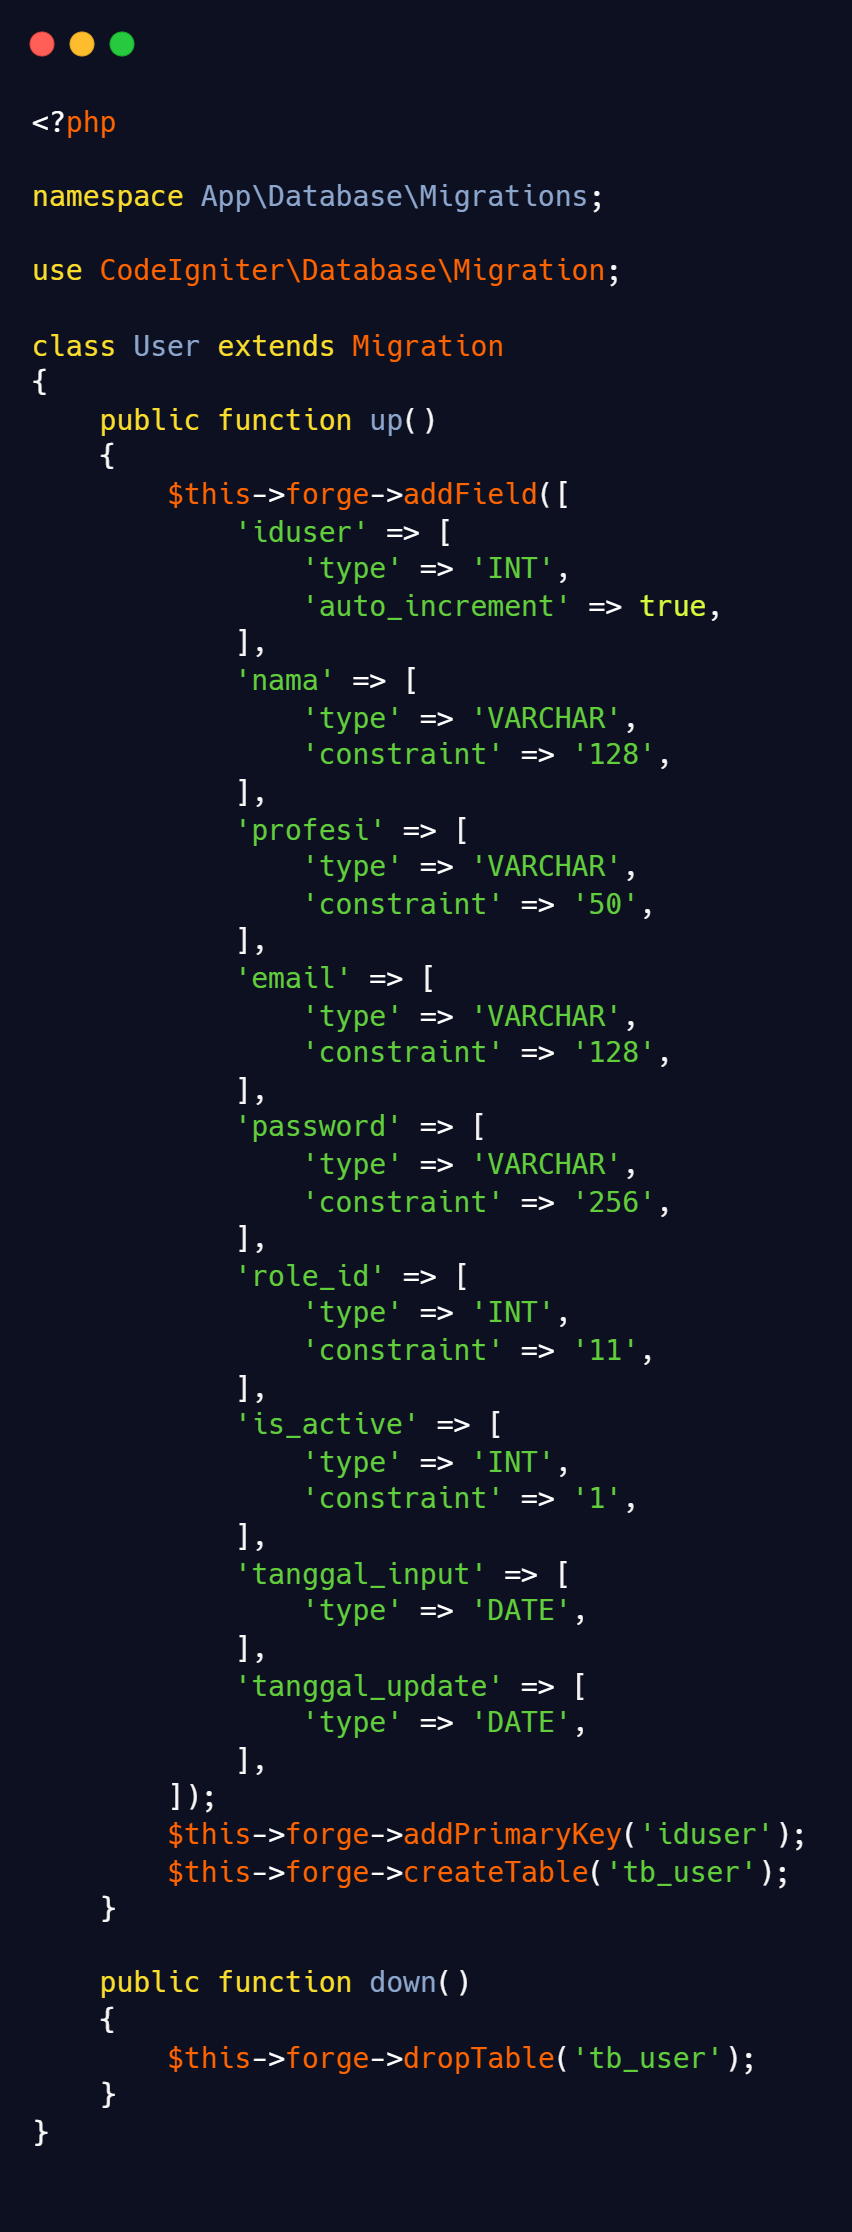 <?php

namespace App\Database\Migrations;

use CodeIgniter\Database\Migration;

class User extends Migration
{
    public function up()
    {
        $this->forge->addField([
            'iduser' => [
                'type' => 'INT',
                'auto_increment' => true,
            ],
            'nama' => [
                'type' => 'VARCHAR',
                'constraint' => '128',
            ],
            'profesi' => [
                'type' => 'VARCHAR',
                'constraint' => '50',
            ],
            'email' => [
                'type' => 'VARCHAR',
                'constraint' => '128',
            ],
            'password' => [
                'type' => 'VARCHAR',
                'constraint' => '256',
            ],
            'role_id' => [
                'type' => 'INT',
                'constraint' => '11',
            ],
            'is_active' => [
                'type' => 'INT',
                'constraint' => '1',
            ],
            'tanggal_input' => [
                'type' => 'DATE',
            ],
            'tanggal_update' => [
                'type' => 'DATE',
            ],
        ]);
        $this->forge->addPrimaryKey('iduser');
        $this->forge->createTable('tb_user');
    }

    public function down()
    {
        $this->forge->dropTable('tb_user');
    }
}